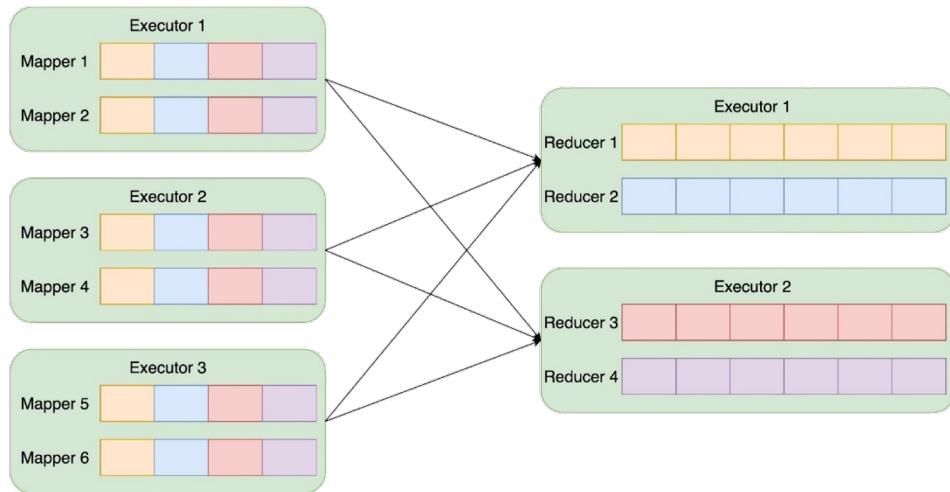 Executor 1
Mapper 1
Mapper 2
Executor 2
Mapper 3
Mapper 4
Executor 3
Mapper 5
Mapper 6
Executor 1
Reducer 1
Reducer 2
Executor 2
Reducer 3
Reducer 4